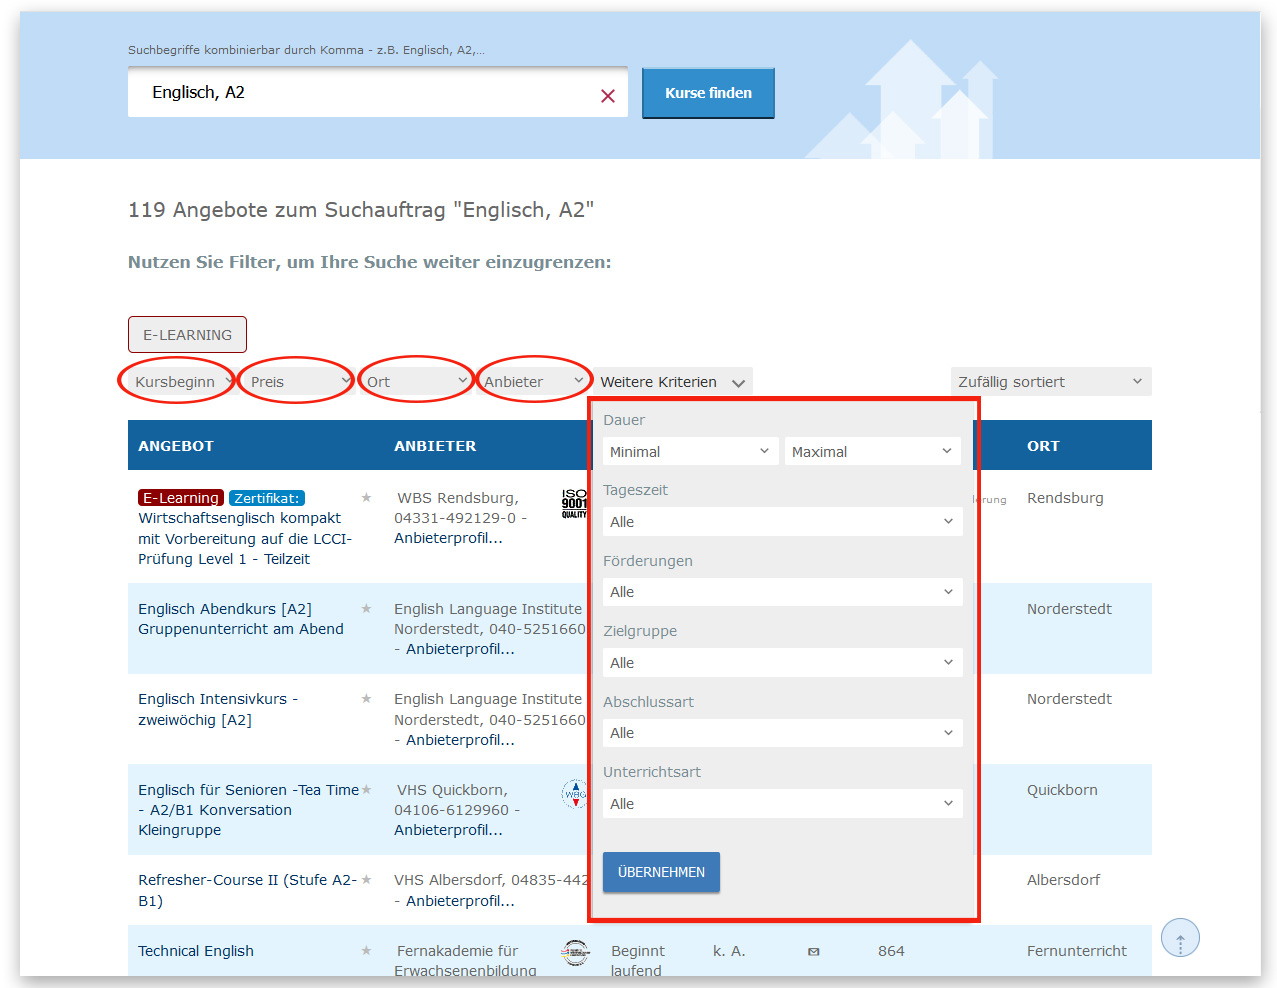 Suchbegriffe kombinierbar durch Komma - z.B. Englisch, A2,...
Englisch, A2
Kurse finden
119 Angebote zum Suchauftrag "Englisch, A2"
Nutzen Sie Filter, um Ihre Suche weiter einzugrenzen:
E-LEARNING
Kursbeginn
Preis
Ort
Anbieter
Weitere Kriterien
Zufällig sortiert
ANGEBOT
ANBIETER
ORT
E-Learning Zertifikat:
Wirtschaftsenglisch kompakt
mit Vorbereitung auf die LCCI-
Prüfung Level 1 - Teilzeit
WBS Rendsburg,
04331-492129-0 -
Anbieterprofil...
ISO
9001
QUALITY
Rendsburg
Englisch Abendkurs [A2]
Gruppenunterricht am Abend
English Language Institute
Norderstedt, 040-5251660
- Anbieterprofil...
Norderstedt
Englisch Intensivkurs -
zweiwöchig [A2]
English Language Institute
Norderstedt, 040-5251660
- Anbieterprofil...
Norderstedt
Englisch für Senioren -Tea Time
- A2/B1 Konversation
Kleingruppe
VHS Quickborn,
04106-6129960 -
Anbieterprofil...
WBG
Quickborn
Refresher-Course II (Stufe A2-
B1)
VHS Albersdorf, 04835-442
- Anbieterprofil...
Albersdorf
Technical English
Fernakademie für
Erwachsenenbildung
Beginnt
laufend
k. A.
864
Fernunterricht
Dauer
Minimal
Maximal
Tageszeit
Alle
Förderungen
Alle
Zielgruppe
Alle
Abschlussart
Alle
Unterrichtsart
Alle
ÜBERNEHMEN